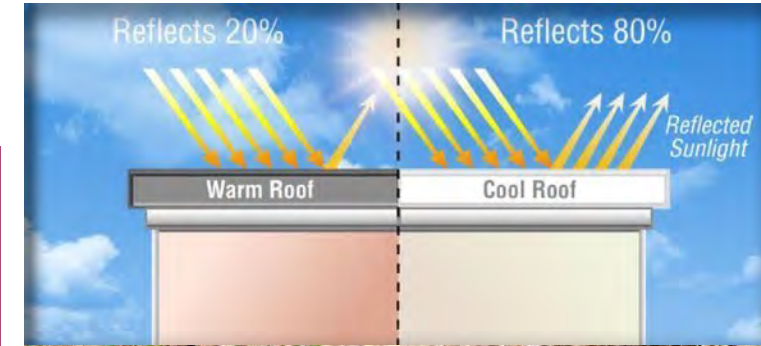 Reflects 20%
Reflects 80%
Reflected
Sunlight
Warm Roof
Cool Roof